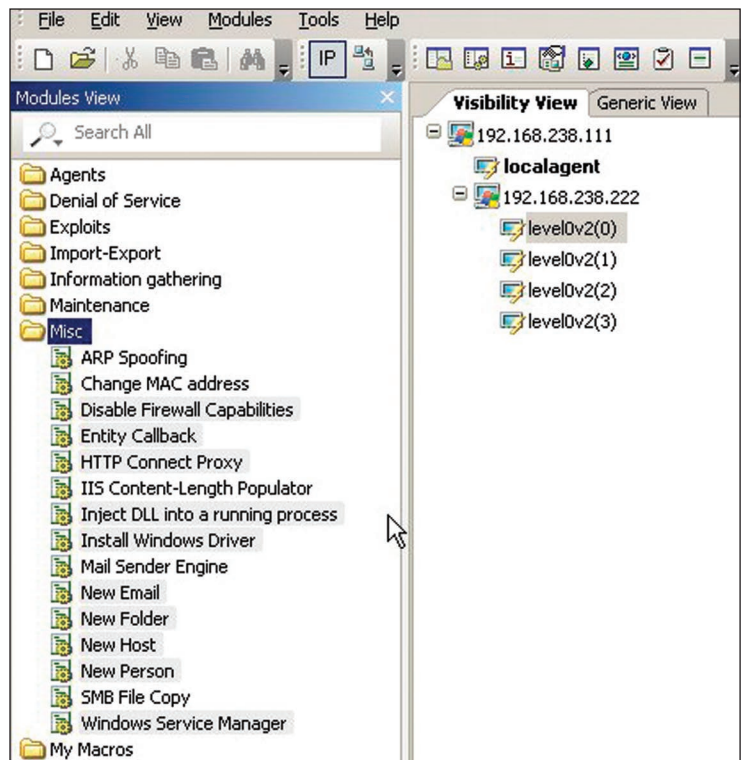 File Edit View Modules Tools Help
IP
Modules View
Search All
Agents
Denial of Service
Exploits
Import-Export
Information gathering
Maintenance
Misc
ARP Spoofing
Change MAC address
Disable Firewall Capabilities
Entity Callback
HTTP Connect Proxy
IIS Content-Length Populator
Inject DLL into a running process
Install Windows Driver
Mail Sender Engine
New Email
New Folder
New Host
New Person
SMB File Copy
Windows Service Manager
My Macros
Visibility View Generic View
192.168.238.111
localagent
192.168.238.222
level0v2(0)
level0v2(1)
level0v2(2)
level0v2(3)